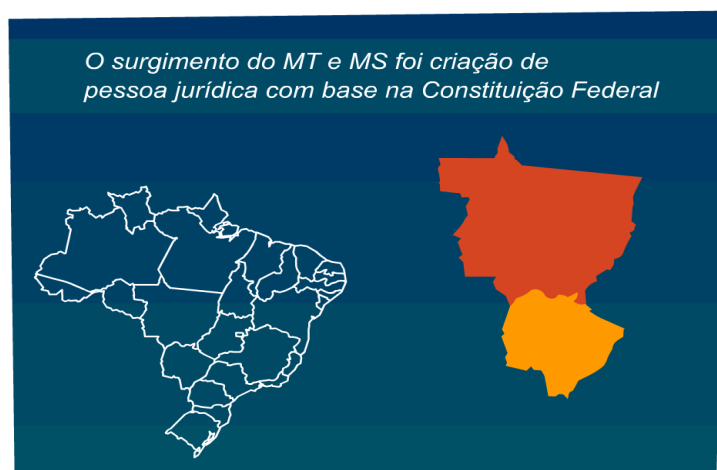 O surgimento do MT e MS foi criação de
pessoa jurídica com base na Constituição Federal